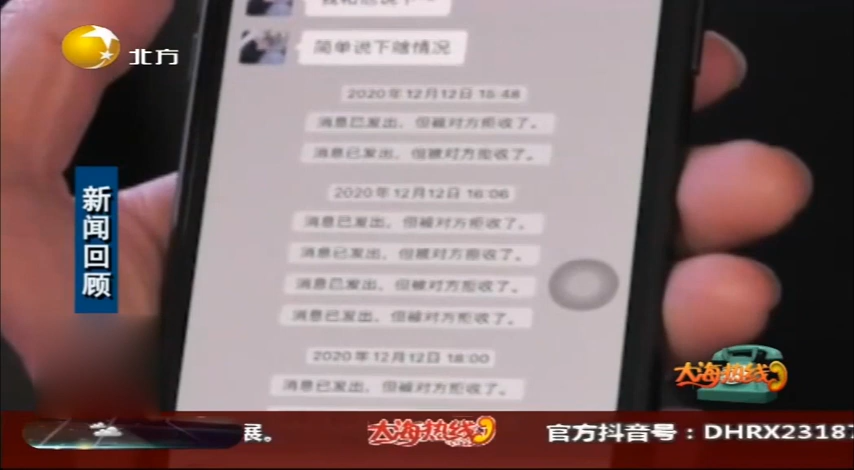 北方
简单说下啥情况
2020年12月12日 15:48
消息已发出，但被对方拒收了。
消息已发出，但被对方拒收了。
2020年12月12日 16:06
消息已发出，但被对方拒收了。
消息已发出，但被对方拒收了。
消息已发出，但被对方拒收了。
消息已发出，但被对方拒收了。
2020年12月12日 18:00
消息已发出，但被对方拒收了。
新闻回顾
大海热线
展。
大海热线
官方抖音号：DHRX23187